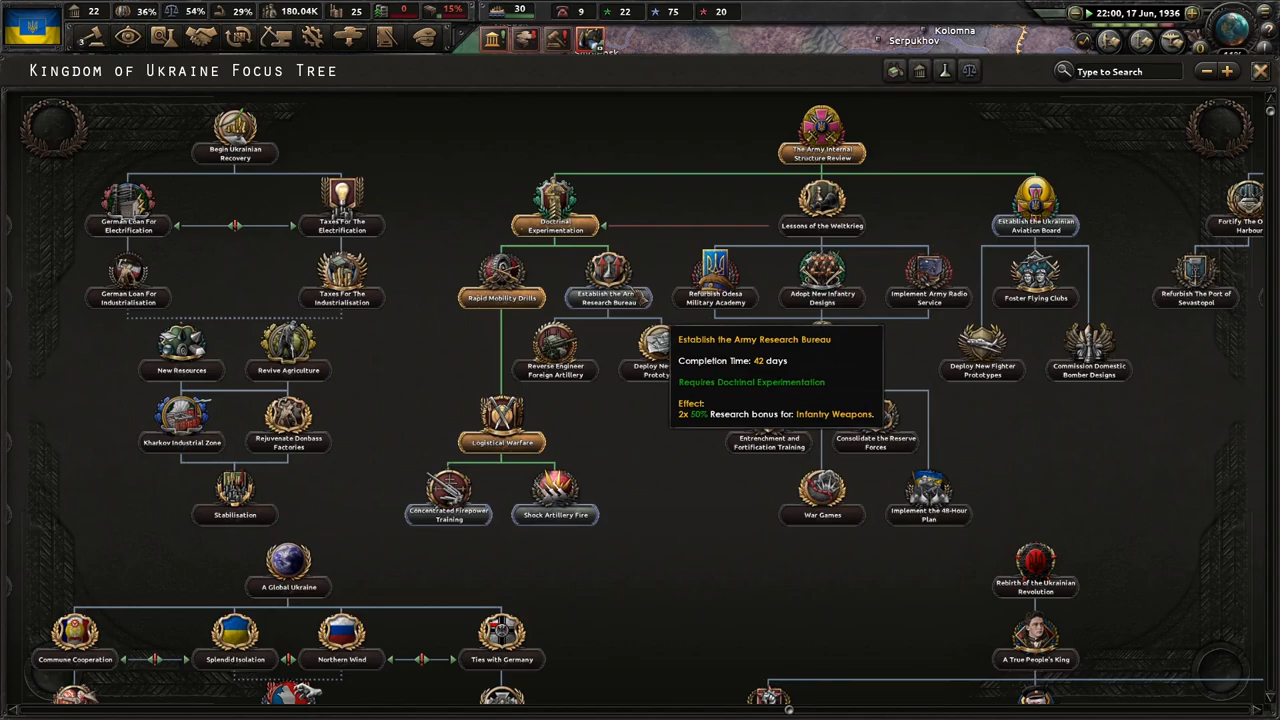 22 36% 54% 29% 180.04K 25 0 15% 30 9 22 75 20 22:00, 17 Jun, 1936
3
Kolomna
Serpukhov
Kingdom of Ukraine Focus Tree
Type to Search
Begin Ukrainian
Recovery
The Army Internal
Structure Review
German Loan For
Electrification
Taxes For The
Electrification
Doctrinal
Experimentation
Lessons of the Weltkrieg
Establish the Ukrainian
Aviation Board
Fortify The O
Harbour
German Loan For
Industrialisation
Taxes For The
Industrialisation
Rapid Mobility Drills
Establish the Arm
Research Bureau
Refurbish Odesa
Military Academy
Adopt New Infantry
Designs
Implement Army Radio
Service
Foster Flying Clubs
Refurbish The Port of
Sevastopol
New Resources
Revive Agriculture
Reverse Engineer
Foreign Artillery
Deploy New
Prototy
Establish the Army Research Bureau
Completion Time: 42 days
Requires Doctrinal Experimentation
Effect:
2x 50% Research bonus for: Infantry Weapons.
Deploy New Fighter
Prototypes
Commission Domestic
Bomber Designs
Kharkov Industrial Zone
Rejuvenate Donbass
Factories
Logistical Warfare
Entrenchment and
Fortification Training
Consolidate the Reserve
Forces
Stabilisation
Concentrated Firepower
Training
Shock Artillery Fire
War Games
Implement the 48-Hour
Plan
A Global Ukraine
Rebirth of the Ukrainian
Revolution
Commune Cooperation
Splendid Isolation
Northern Wind
Ties with Germany
A True People's King